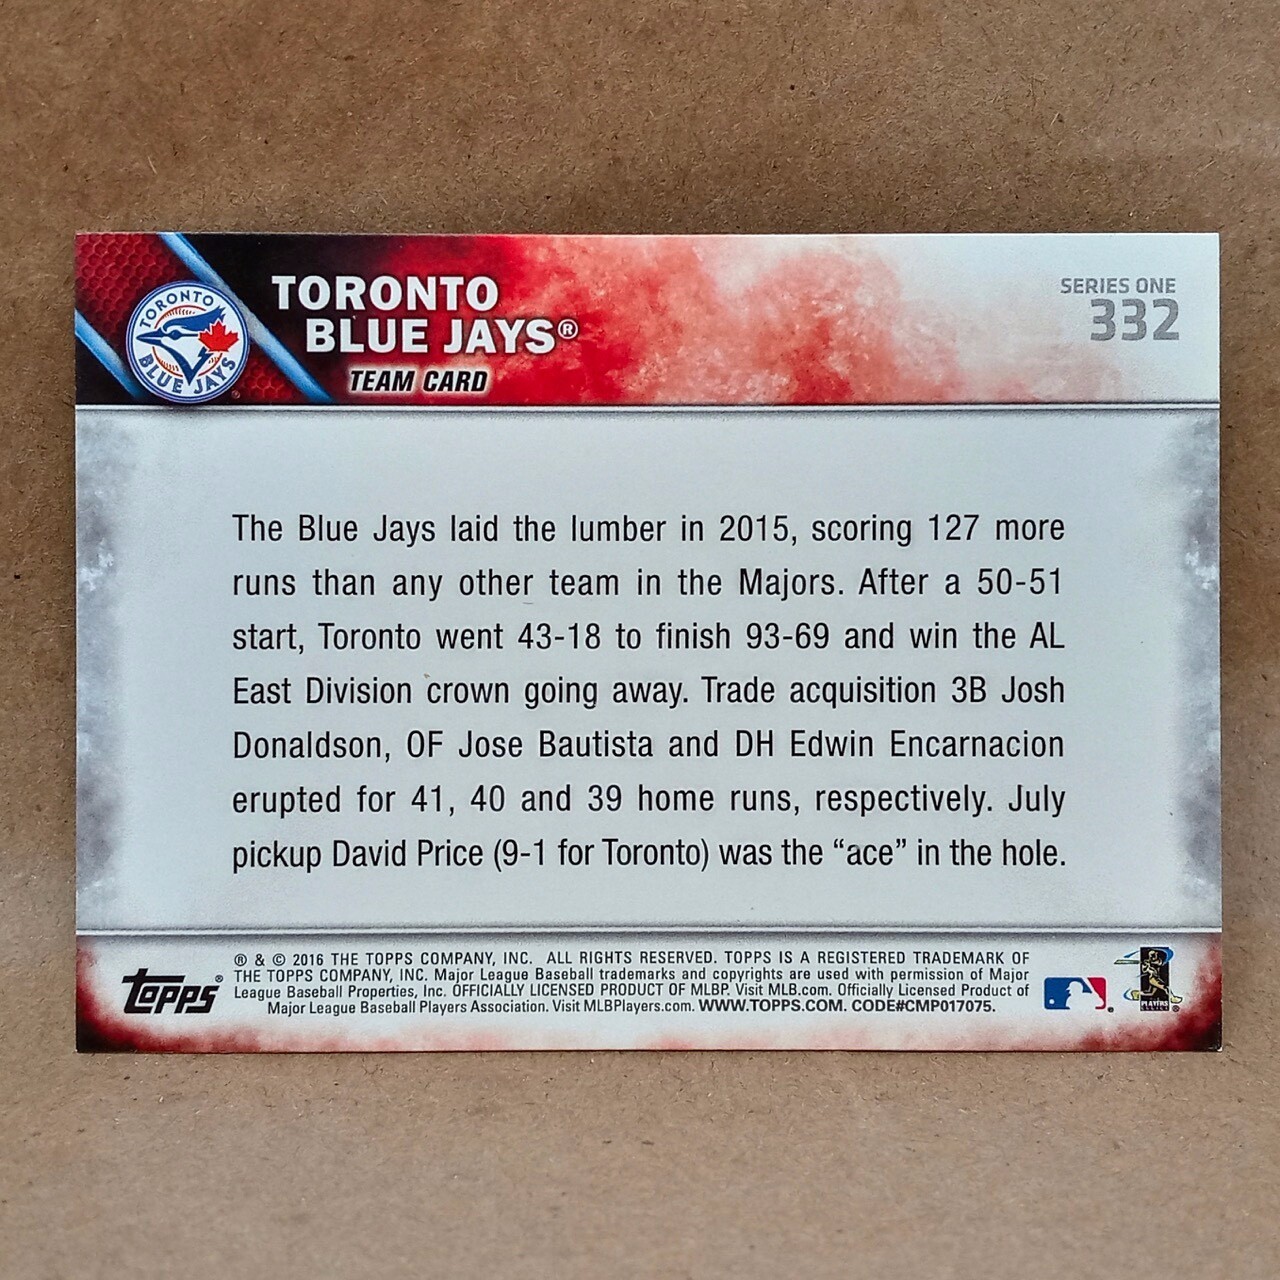 TORONTO
BLUE JAYS
TORONTO
BLUE JAYS®
TEAM CARD
SERIES ONE
332
The Blue Jays laid the lumber in 2015, scoring 127 more
runs than any other team in the Majors. After a 50-51
start, Toronto went 43-18 to finish 93-69 and win the AL
East Division crown going away. Trade acquisition 3B Josh
Donaldson, OF Jose Bautista and DH Edwin Encarnacion
erupted for 41, 40 and 39 home runs, respectively. July
pickup David Price (9-1 for Toronto) was the “ace” in the hole.
topps®
® & © 2016 THE TOPPS COMPANY, INC. ALL RIGHTS RESERVED. TOPPS IS A REGISTERED TRADEMARK OF
THE TOPPS COMPANY, INC. Major League Baseball trademarks and copyrights are used with permission of Major
League Baseball Properties, Inc. OFFICIALLY LICENSED PRODUCT OF MLBP. Visit MLB.com. Officially Licensed Product of
Major League Baseball Players Association. Visit MLBPlayers.com. WWW.TOPPS.COM. CODE#CMP017075.
PLAYERS